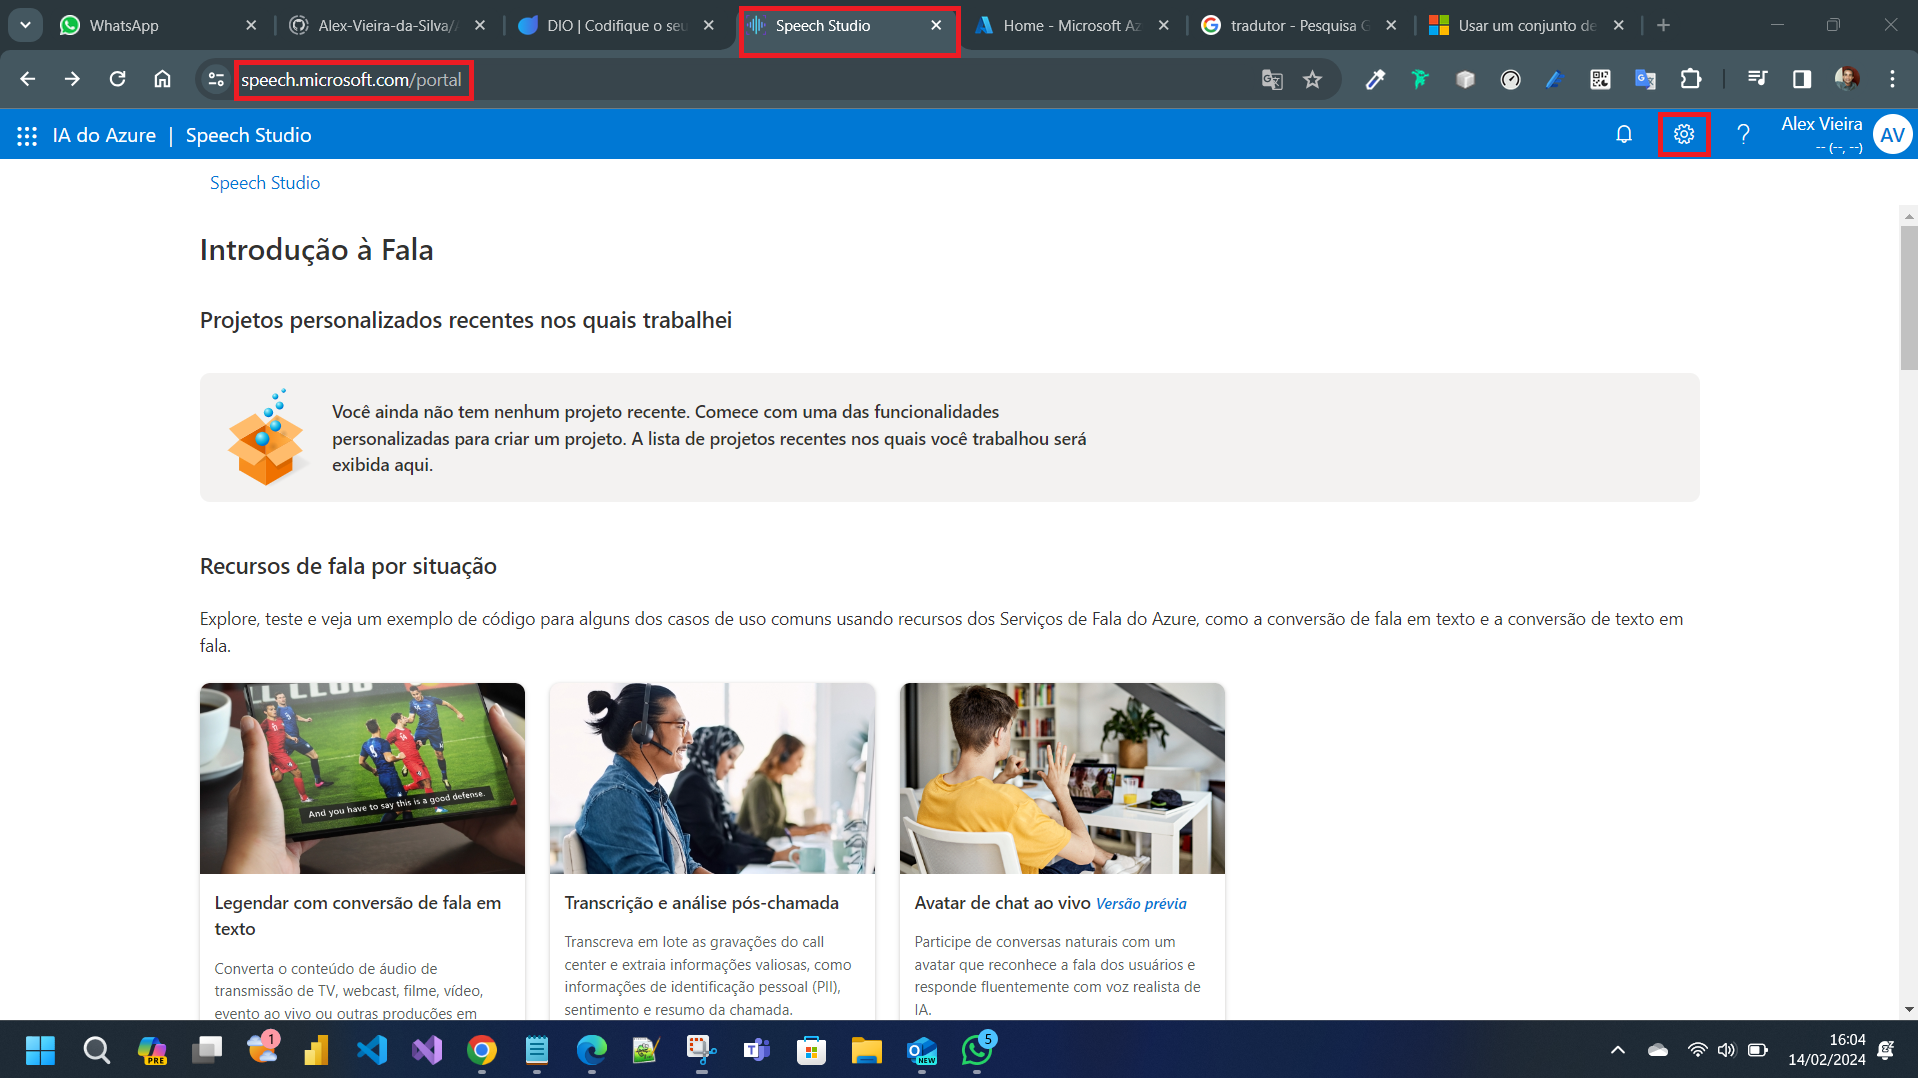 WhatsApp
Alex-Vieira-da-Silva/
DIO | Codifique o seu
Speech Studio
Home - Microsoft Az
tradutor - Pesquisa G
Usar um conjunto de
speech.microsoft.com/portal
IA do Azure | Speech Studio
Alex Vieira
-- (--, --)
AV
Speech Studio
Introdução à Fala
Projetos personalizados recentes nos quais trabalhei
Você ainda não tem nenhum projeto recente. Comece com uma das funcionalidades
personalizadas para criar um projeto. A lista de projetos recentes nos quais você trabalhou será
exibida aqui.
Recursos de fala por situação
Explore, teste e veja um exemplo de código para alguns dos casos de uso comuns usando recursos dos Serviços de Fala do Azure, como a conversão de fala em texto e a conversão de texto em
fala.
And you have to say this is a good defense.
Legendar com conversão de fala em
texto
Converta o conteúdo de áudio de
transmissão de TV, webcast, filme, vídeo,
evento ao vivo ou outras produções em
Transcrição e análise pós-chamada
Transcreva em lote as gravações do call
center e extraia informações valiosas, como
informações de identificação pessoal (PII),
sentimento e resumo da chamada.
Avatar de chat ao vivo Versão prévia
Participe de conversas naturais com um
avatar que reconhece a fala dos usuários e
responde fluentemente com voz realista de
IA.
PRE
1
NEW
5
16:04
14/02/2024